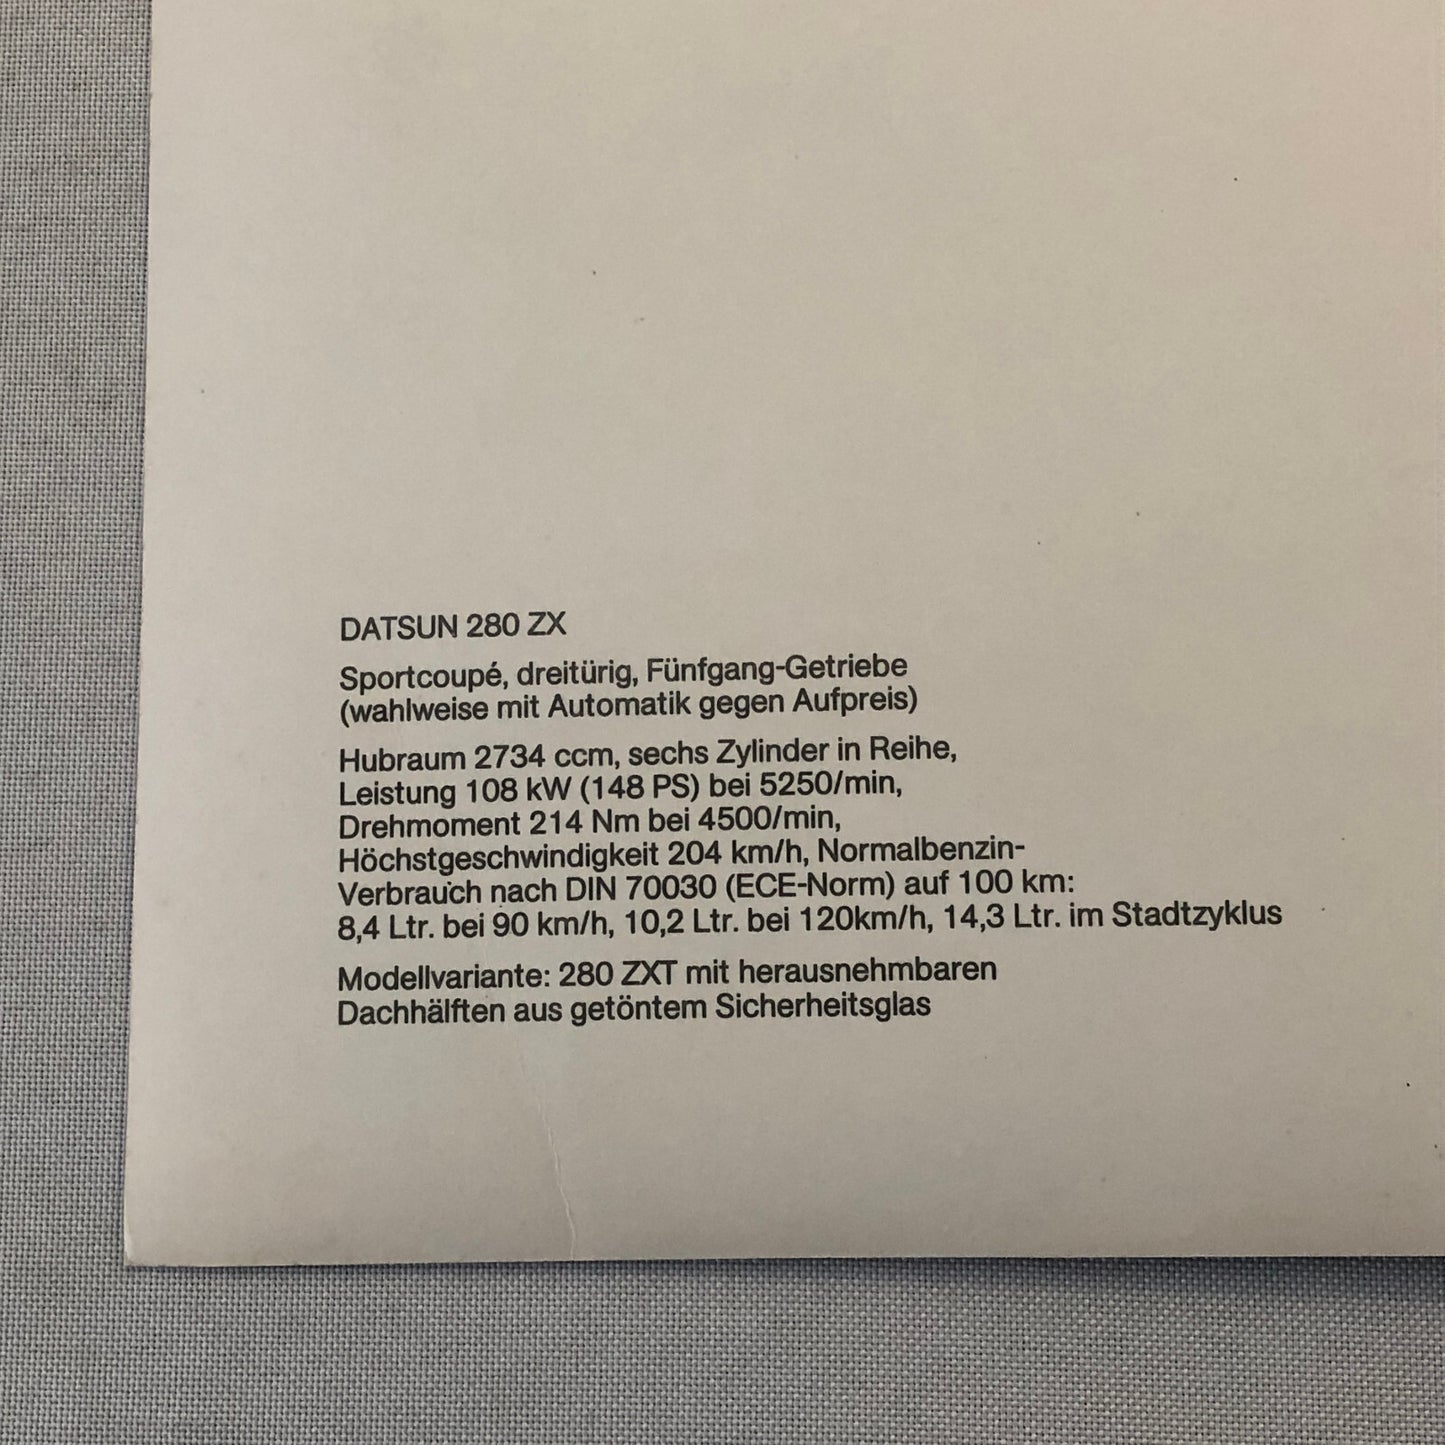 DATSUN 280 ZX
Sportcoupé, dreitürig, Fünfgang-Getriebe
(wahlweise mit Automatik gegen Aufpreis)
Hubraum 2734 ccm, sechs Zylinder in Reihe,
Leistung 108 kW (148 PS) bei 5250/min,
Drehmoment 214 Nm bei 4500/min,
Höchstgeschwindigkeit 204 km/h, Normalbenzin-
Verbrauch nach DIN 70030 (ECE-Norm) auf 100 km:
8,4 Ltr. bei 90 km/h, 10,2 Ltr. bei 120km/h, 14,3 Ltr. im Stadtzyklus
Modellvariante: 280 ZXT mit herausnehmbaren
Dachhälften aus getöntem Sicherheitsglas